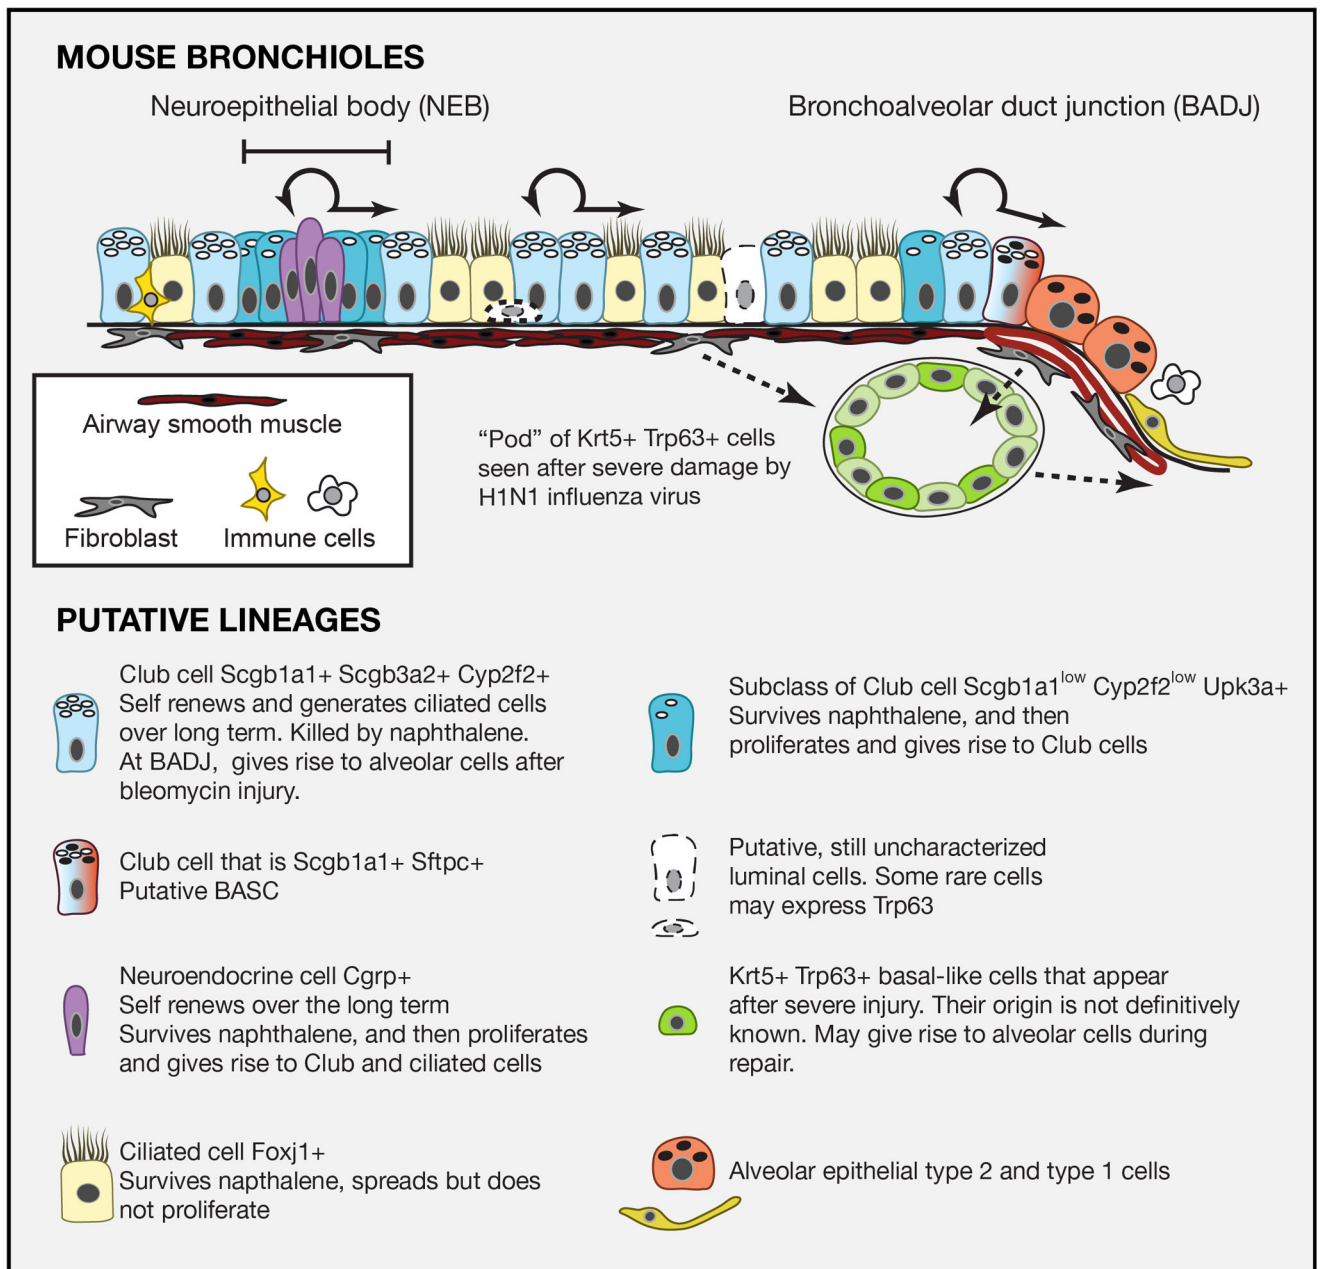 MOUSE BRONCHIOLES
Neuroepithelial body (NEB)
Bronchoalveolar duct junction (BADJ)
Airway smooth muscle
Fibroblast
Immune cells
“Pod” of Krt5+ Trp63+ cells
seen after severe damage by
H1N1 influenza virus
PUTATIVE LINEAGES
Club cell Scgb1a1+ Scgb3a2+ Cyp2f2+
Self renews and generates ciliated cells
over long term. Killed by naphthalene.
At BADJ, gives rise to alveolar cells after
bleomycin injury.
Subclass of Club cell Scgb1a1low Cyp2f2low Upk3a+
Survives naphthalene, and then
proliferates and gives rise to Club cells
Club cell that is Scgb1a1+ Sftpc+
Putative BASC
Putative, still uncharacterized
luminal cells. Some rare cells
may express Trp63
Neuroendocrine cell Cgrp+
Self renews over the long term
Survives naphthalene, and then proliferates
and gives rise to Club and ciliated cells
Krt5+ Trp63+ basal-like cells that appear
after severe injury. Their origin is not definitively
known. May give rise to alveolar cells during
repair.
Ciliated cell Foxj1+
Survives napthalene, spreads but does
not proliferate
Alveolar epithelial type 2 and type 1 cells